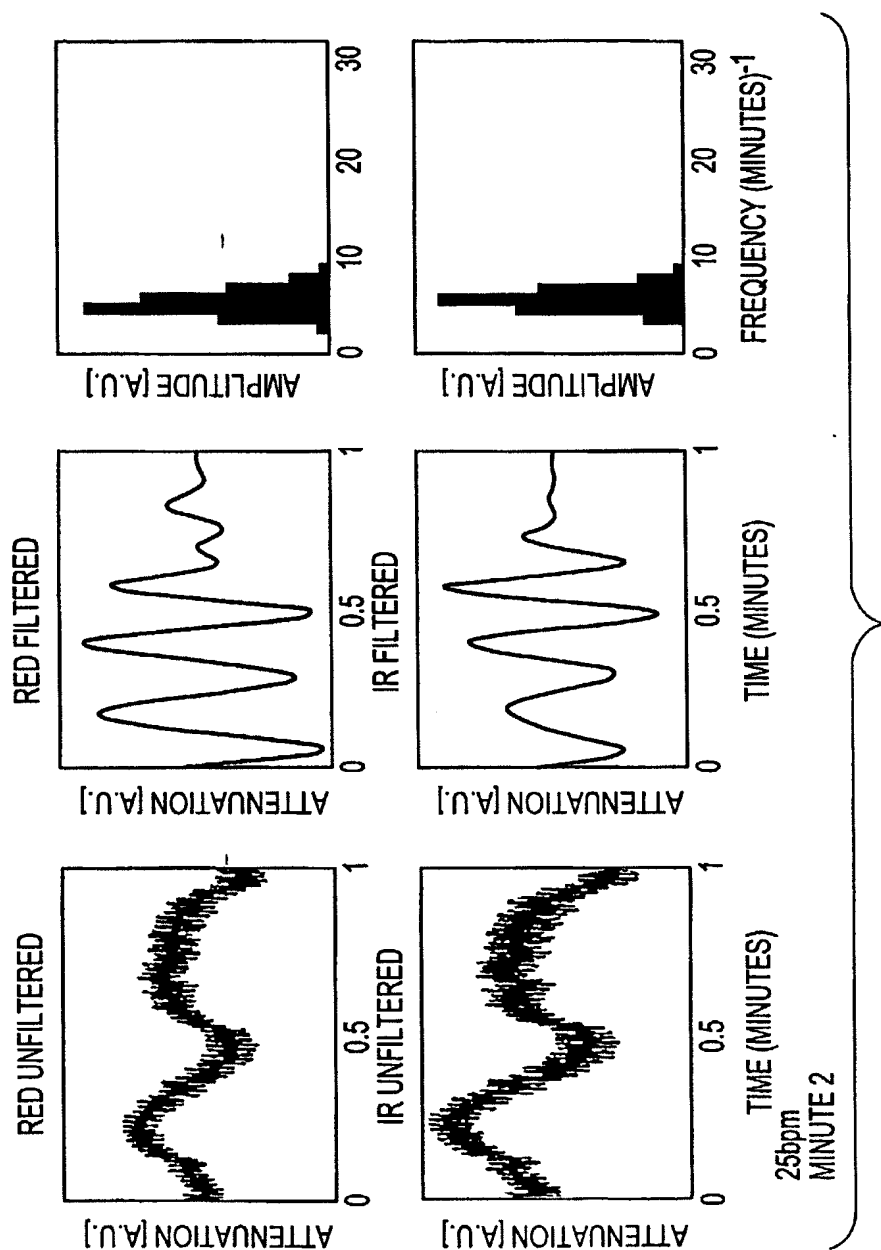 RED UNFILTERED
ATTENUATION [A.U.]
0 0.5 1
RED FILTERED
ATTENUATION [A.U.]
0 0.5 1
AMPLITUDE [A.U.]
0 10 20 30
IR UNFILTERED
ATTENUATION [A.U.]
0 0.5 1
TIME (MINUTES)
IR FILTERED
ATTENUATION [A.U.]
0 0.5 1
TIME (MINUTES)
AMPLITUDE [A.U.]
0 10 20 30
FREQUENCY (MINUTES)-1
25bpm
MINUTE 2